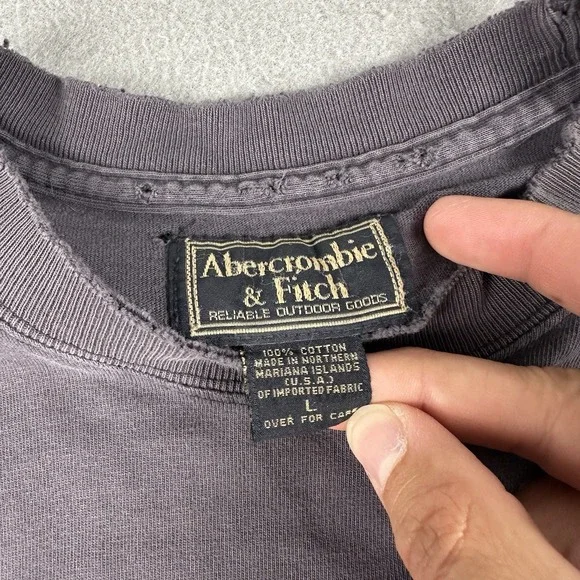 Abercrombie
& Fitch
RELIABLE OUTDOOR GOODS
100% COTTON
MADE IN NORTHERN
MARIANA ISLANDS
(U.S.A.)
OF IMPORTED FABRIC
L
OVER FOR CARE